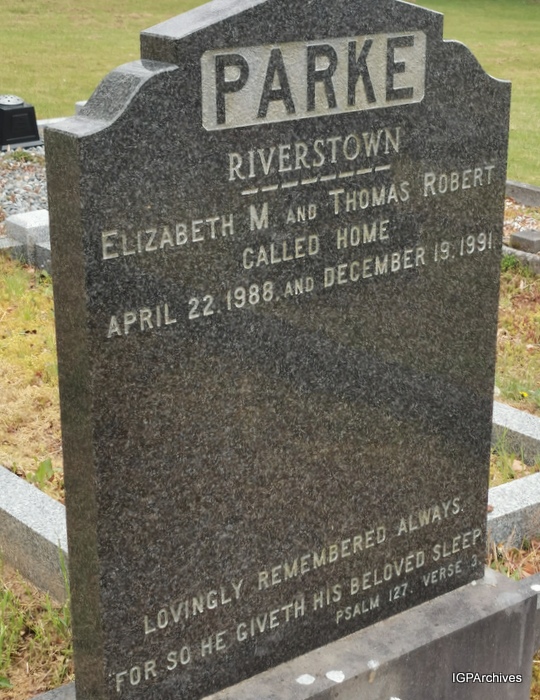 PARKE
RIVERSTOWN
ELIZABETH M AND THOMAS ROBERT
CALLED HOME
APRIL 22. 1988. AND DECEMBER 19. 1991
LOVINGLY REMEMBERED ALWAYS.
"FOR SO HE GIVETH HIS BELOVED SLEEP
PSALM 127. VERSE 3.
IGPArchives